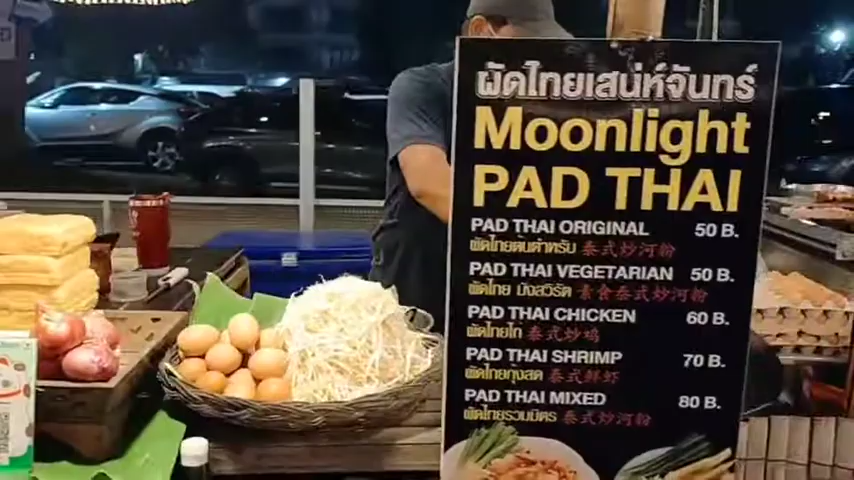 ผัดไทยเสน่ห์จันทร์
Moonlight
PAD THAI
PAD THAI ORIGINAL 50 B.
ผัดไทยต้นตำหรับ 泰式炒河粉
PAD THAI VEGETARIAN 50 B.
ผัดไทย มังสวิรัต 素食泰式炒河粉
PAD THAI CHICKEN 60 B.
ผัดไทยไก่ 泰式炒鸡
PAD THAI SHRIMP 70 B.
ผัดไทยกุ้งสด 泰式鲜虾
PAD THAI MIXED 80 B.
ผัดไทยรวมมิตร 泰式炒河粉